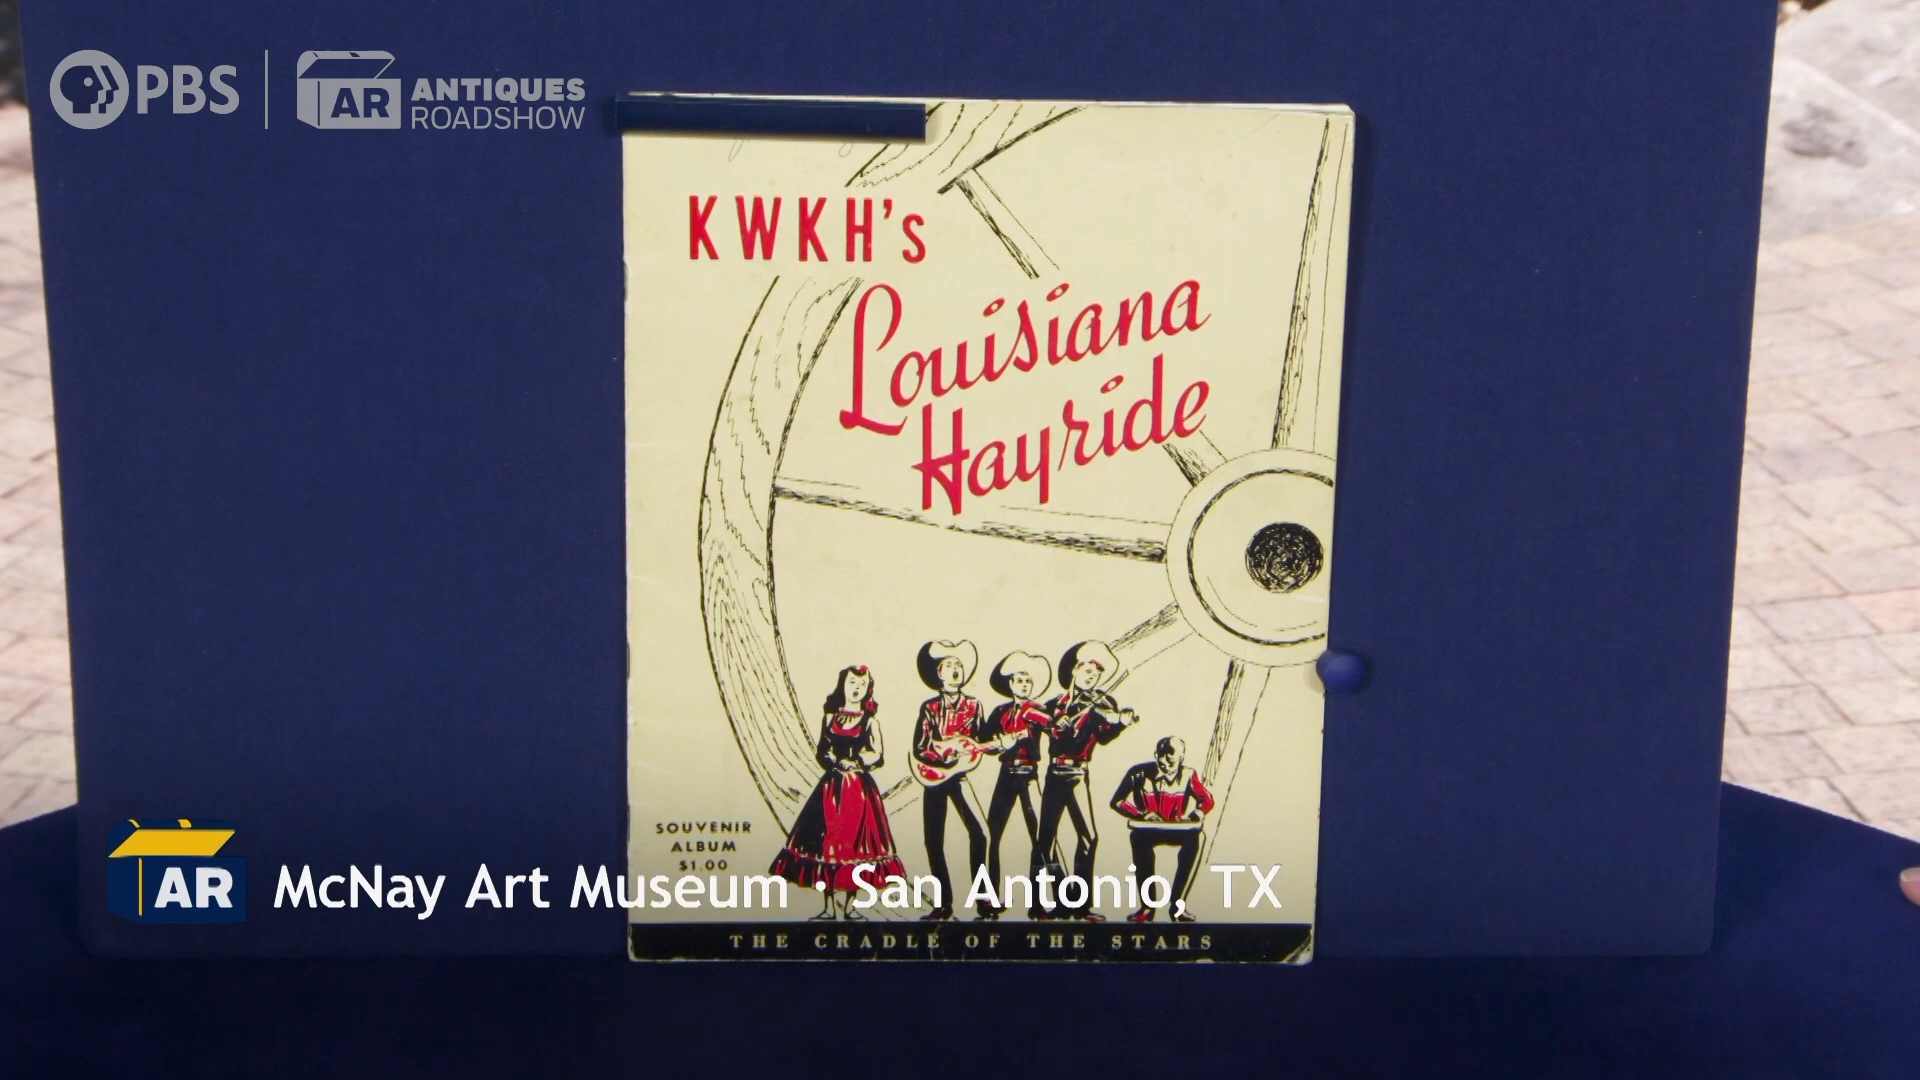 PBS
AR ANTIQUES
ROADSHOW
KWKH's
Louisiana
Hayride
SOUVENIR
ALBUM
$1.00
AR McNay Art Museum · San Antonio, TX
THE CRADLE OF THE STARS